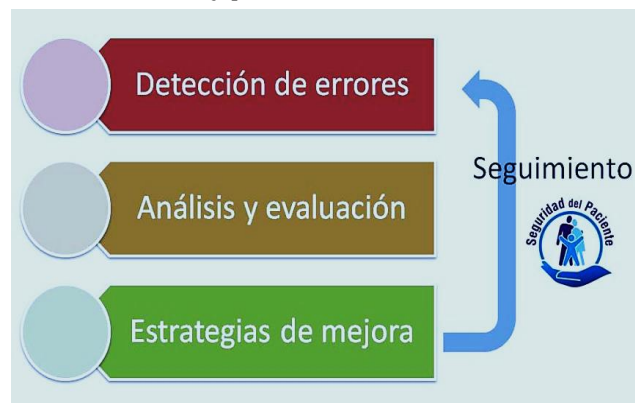 Detección de errores
Análisis y evaluación
Estrategias de mejora
Seguimiento
Seguridad del Paciente